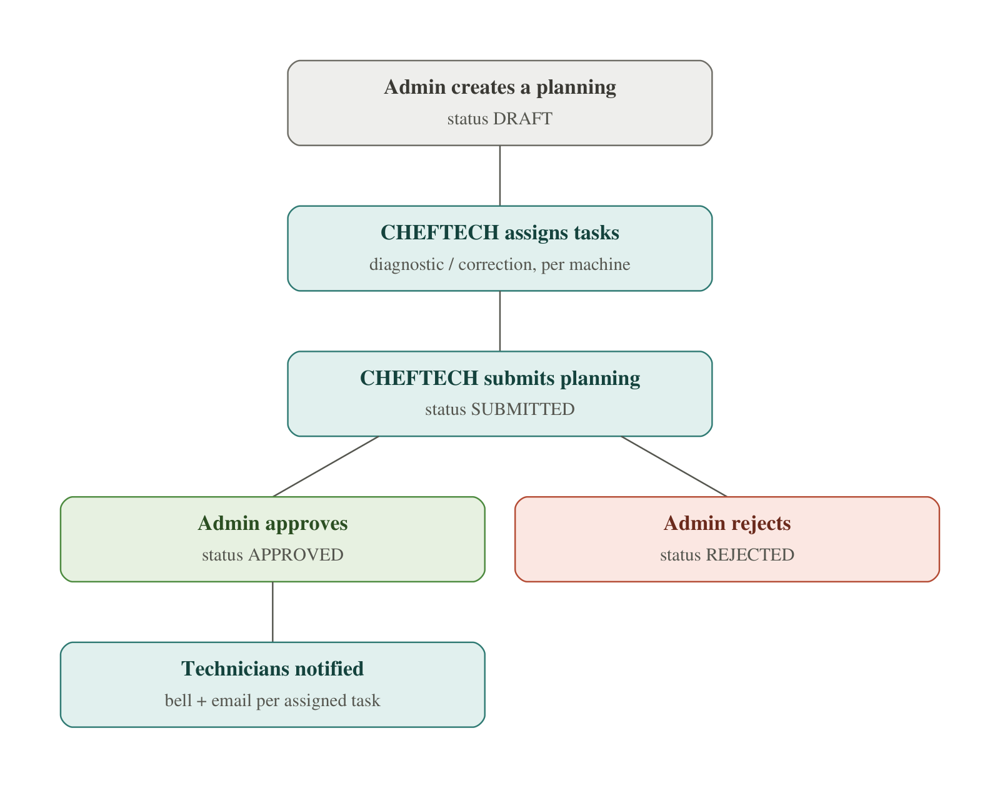 Admin creates a planning
status DRAFT
CHEFTECH assigns tasks
diagnostic / correction, per machine
CHEFTECH submits planning
status SUBMITTED
Admin approves
status APPROVED
Admin rejects
status REJECTED
Technicians notified
bell + email per assigned task